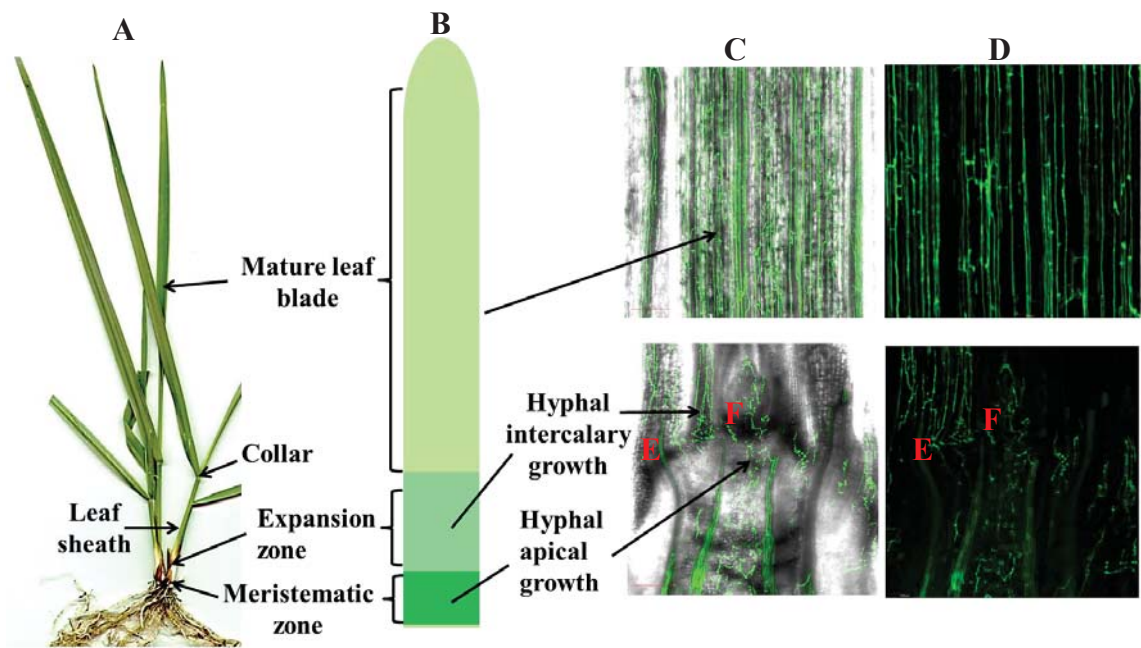 A
B
C
D
Mature leaf
blade
Collar
Leaf
sheath
Expansion
zone
Meristematic
zone
Hyphal
intercalary
growth
Hyphal
apical
growth
E
F
E
F